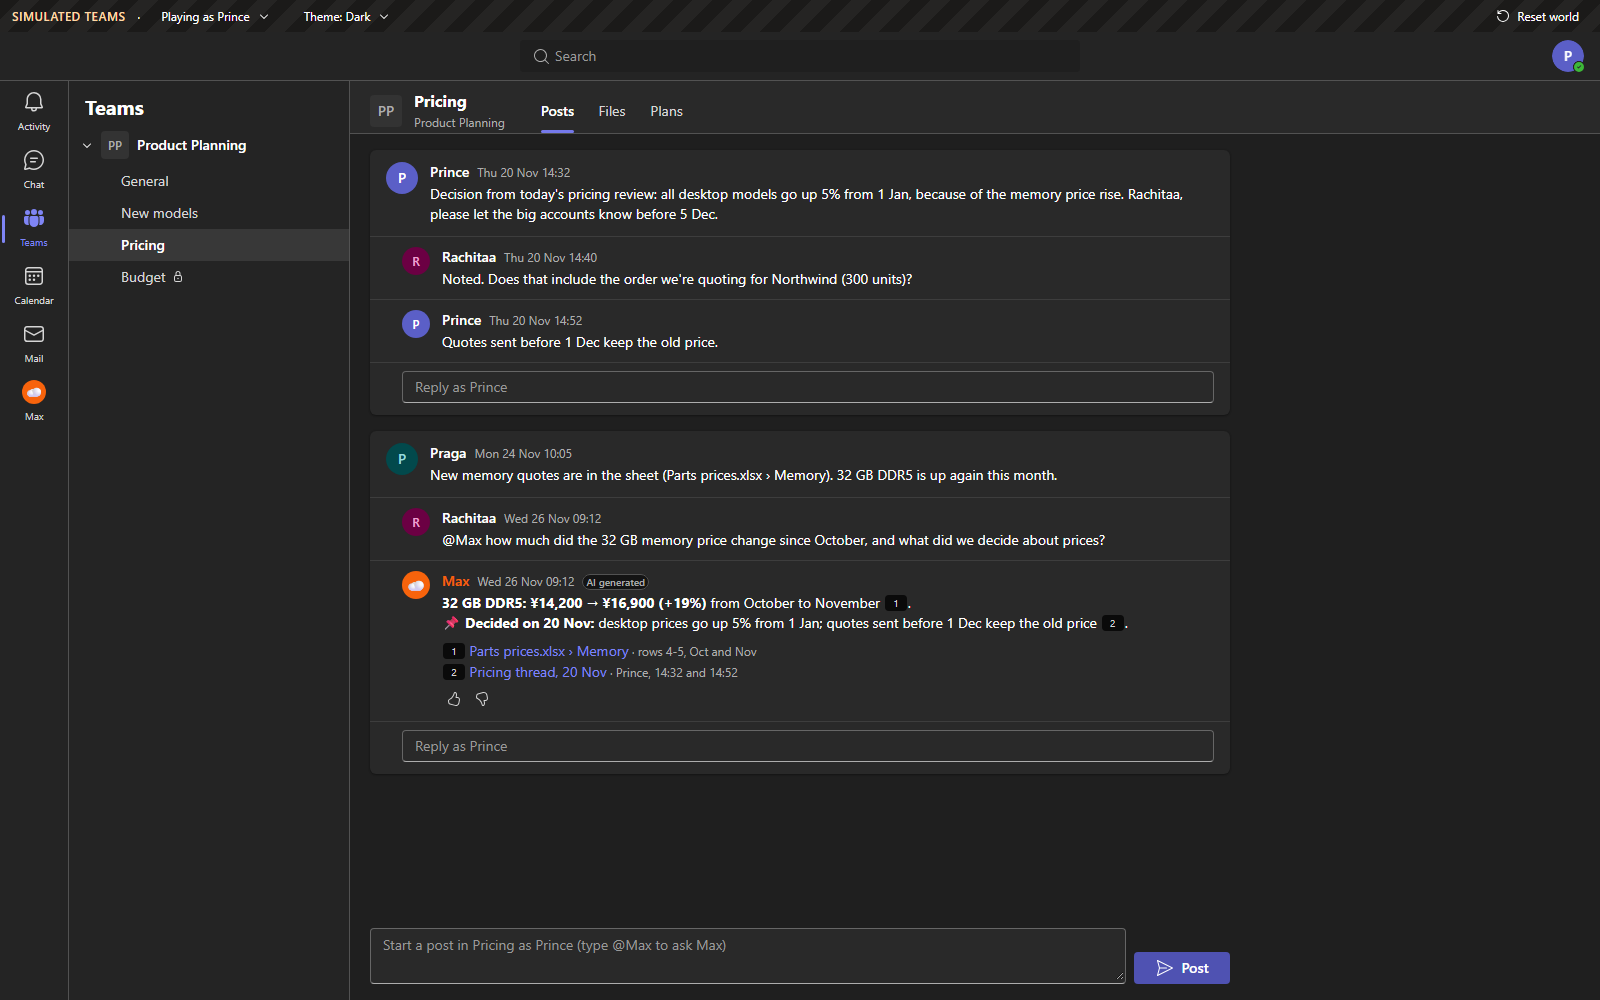 SIMULATED TEAMS · Playing as Prince Theme: Dark Reset world
Search
P
Activity
Chat
Teams
Calendar
Mail
Max
Teams
PP Product Planning
General
New models
Pricing
Budget
PP Pricing
Product Planning
Posts Files Plans
P Prince Thu 20 Nov 14:32
Decision from today's pricing review: all desktop models go up 5% from 1 Jan, because of the memory price rise. Rachitaa,
please let the big accounts know before 5 Dec.
R Rachitaa Thu 20 Nov 14:40
Noted. Does that include the order we're quoting for Northwind (300 units)?
P Prince Thu 20 Nov 14:52
Quotes sent before 1 Dec keep the old price.
Reply as Prince
P Praga Mon 24 Nov 10:05
New memory quotes are in the sheet (Parts prices.xlsx › Memory). 32 GB DDR5 is up again this month.
R Rachitaa Wed 26 Nov 09:12
@Max how much did the 32 GB memory price change since October, and what did we decide about prices?
Max Wed 26 Nov 09:12 AI generated
32 GB DDR5: ¥14,200 → ¥16,900 (+19%) from October to November 1 .
📌 Decided on 20 Nov: desktop prices go up 5% from 1 Jan; quotes sent before 1 Dec keep the old price 2 .
1 Parts prices.xlsx › Memory · rows 4-5, Oct and Nov
2 Pricing thread, 20 Nov · Prince, 14:32 and 14:52
Reply as Prince
Start a post in Pricing as Prince (type @Max to ask Max)
Post